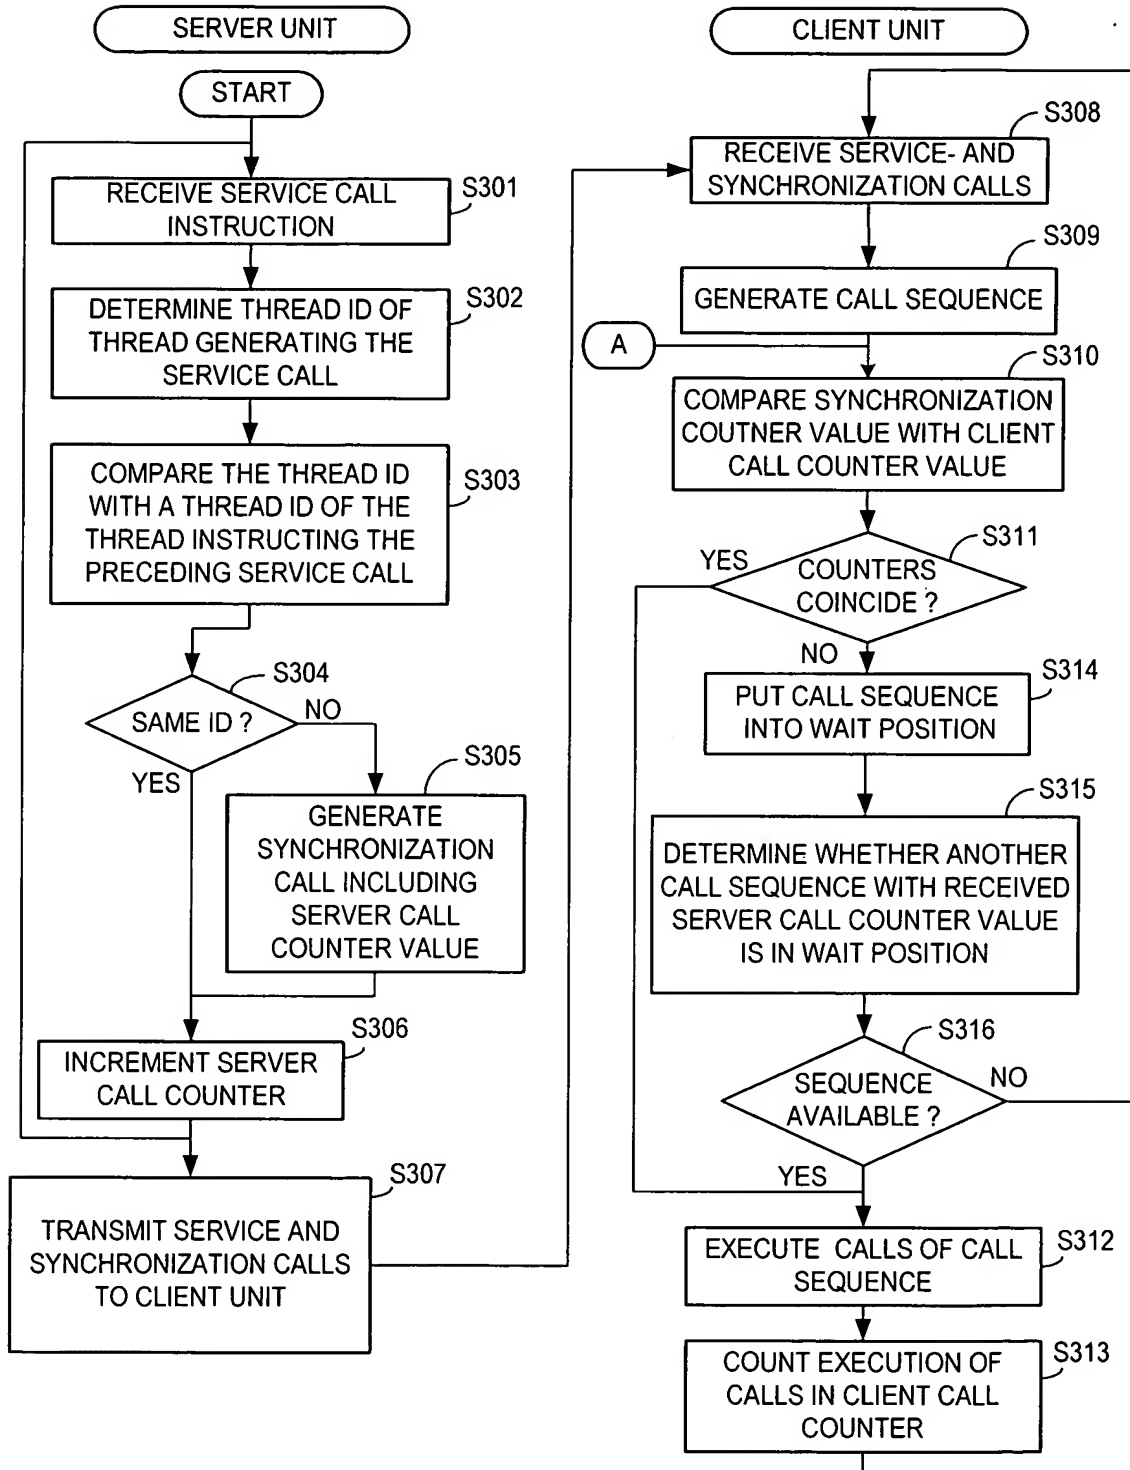 SERVER UNIT
START
S301
RECEIVE SERVICE CALL
INSTRUCTION
S302
DETERMINE THREAD ID OF
THREAD GENERATING THE
SERVICE CALL
S303
COMPARE THE THREAD ID
WITH A THREAD ID OF THE
THREAD INSTRUCTING THE
PRECEDING SERVICE CALL
S304
SAME ID ?
NO
YES
S305
GENERATE
SYNCHRONIZATION
CALL INCLUDING
SERVER CALL
COUNTER VALUE
S306
INCREMENT SERVER
CALL COUNTER
S307
TRANSMIT SERVICE AND
SYNCHRONIZATION CALLS
TO CLIENT UNIT
CLIENT UNIT
S308
RECEIVE SERVICE- AND
SYNCHRONIZATION CALLS
S309
GENERATE CALL SEQUENCE
A
S310
COMPARE SYNCHRONIZATION
COUTNER VALUE WITH CLIENT
CALL COUNTER VALUE
S311
YES
COUNTERS
COINCIDE ?
NO
S314
PUT CALL SEQUENCE
INTO WAIT POSITION
S315
DETERMINE WHETHER ANOTHER
CALL SEQUENCE WITH RECEIVED
SERVER CALL COUNTER VALUE
IS IN WAIT POSITION
S316
SEQUENCE
AVAILABLE ?
NO
YES
S312
EXECUTE CALLS OF CALL
SEQUENCE
S313
COUNT EXECUTION OF
CALLS IN CLIENT CALL
COUNTER